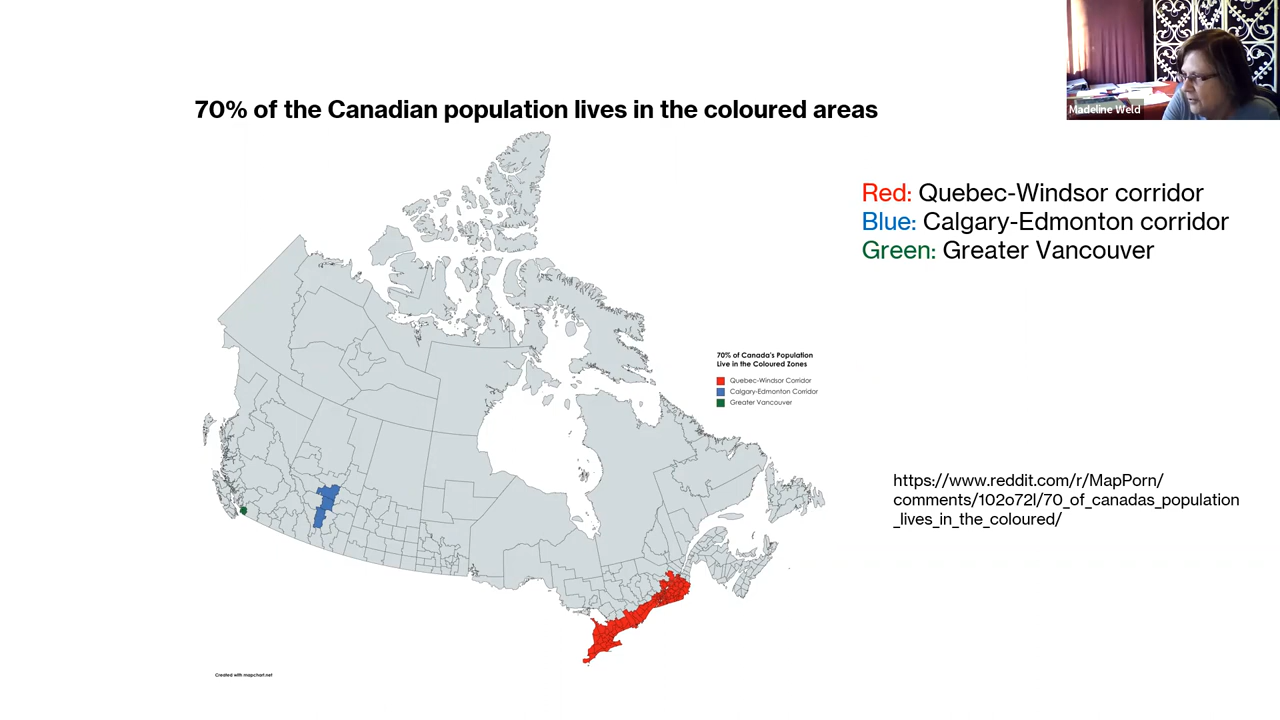 Madeline Weld
70% of the Canadian population lives in the coloured areas
Red: Quebec-Windsor corridor
Blue: Calgary-Edmonton corridor
Green: Greater Vancouver
70% of Canada's Population
Live in the Coloured Zones
Quebec-Windsor Corridor
Calgary-Edmonton Corridor
Greater Vancouver
https://www.reddit.com/r/MapPorn/
comments/102o72l/70_of_canadas_population
_lives_in_the_coloured/
Created with mapchart.net